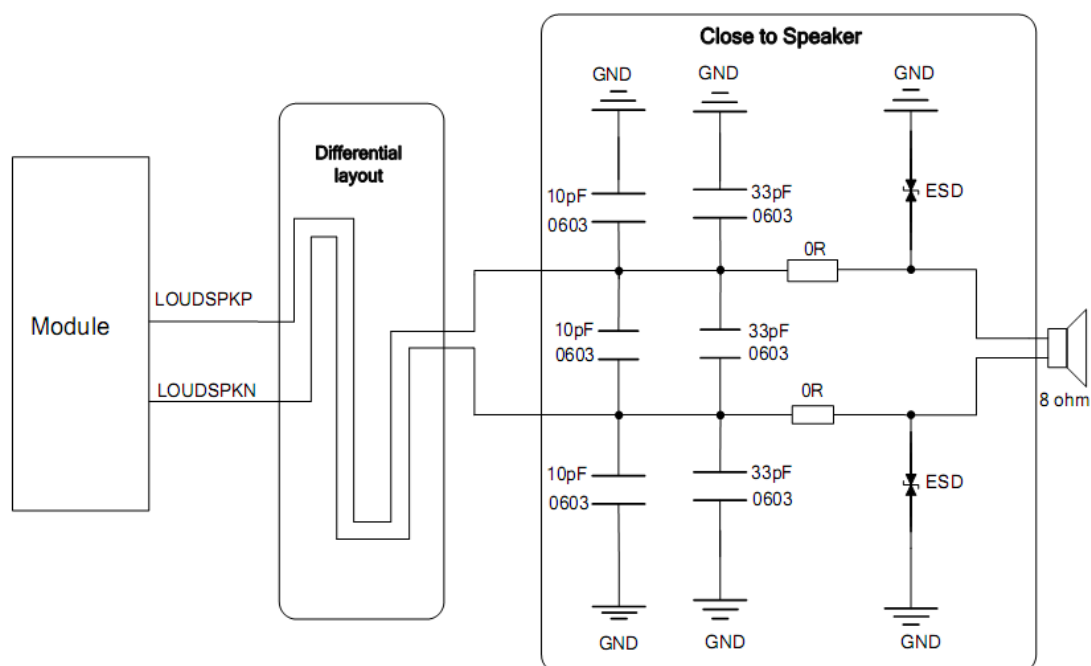 Close to Speaker
GND
GND
GND
Differential
layout
10pF
0603
33pF
0603
ESD
0R
LOUDSPKP
Module
10pF
0603
33pF
0603
LOUDSPKN
0R
8 ohm
10pF
0603
33pF
0603
ESD
GND
GND
GND